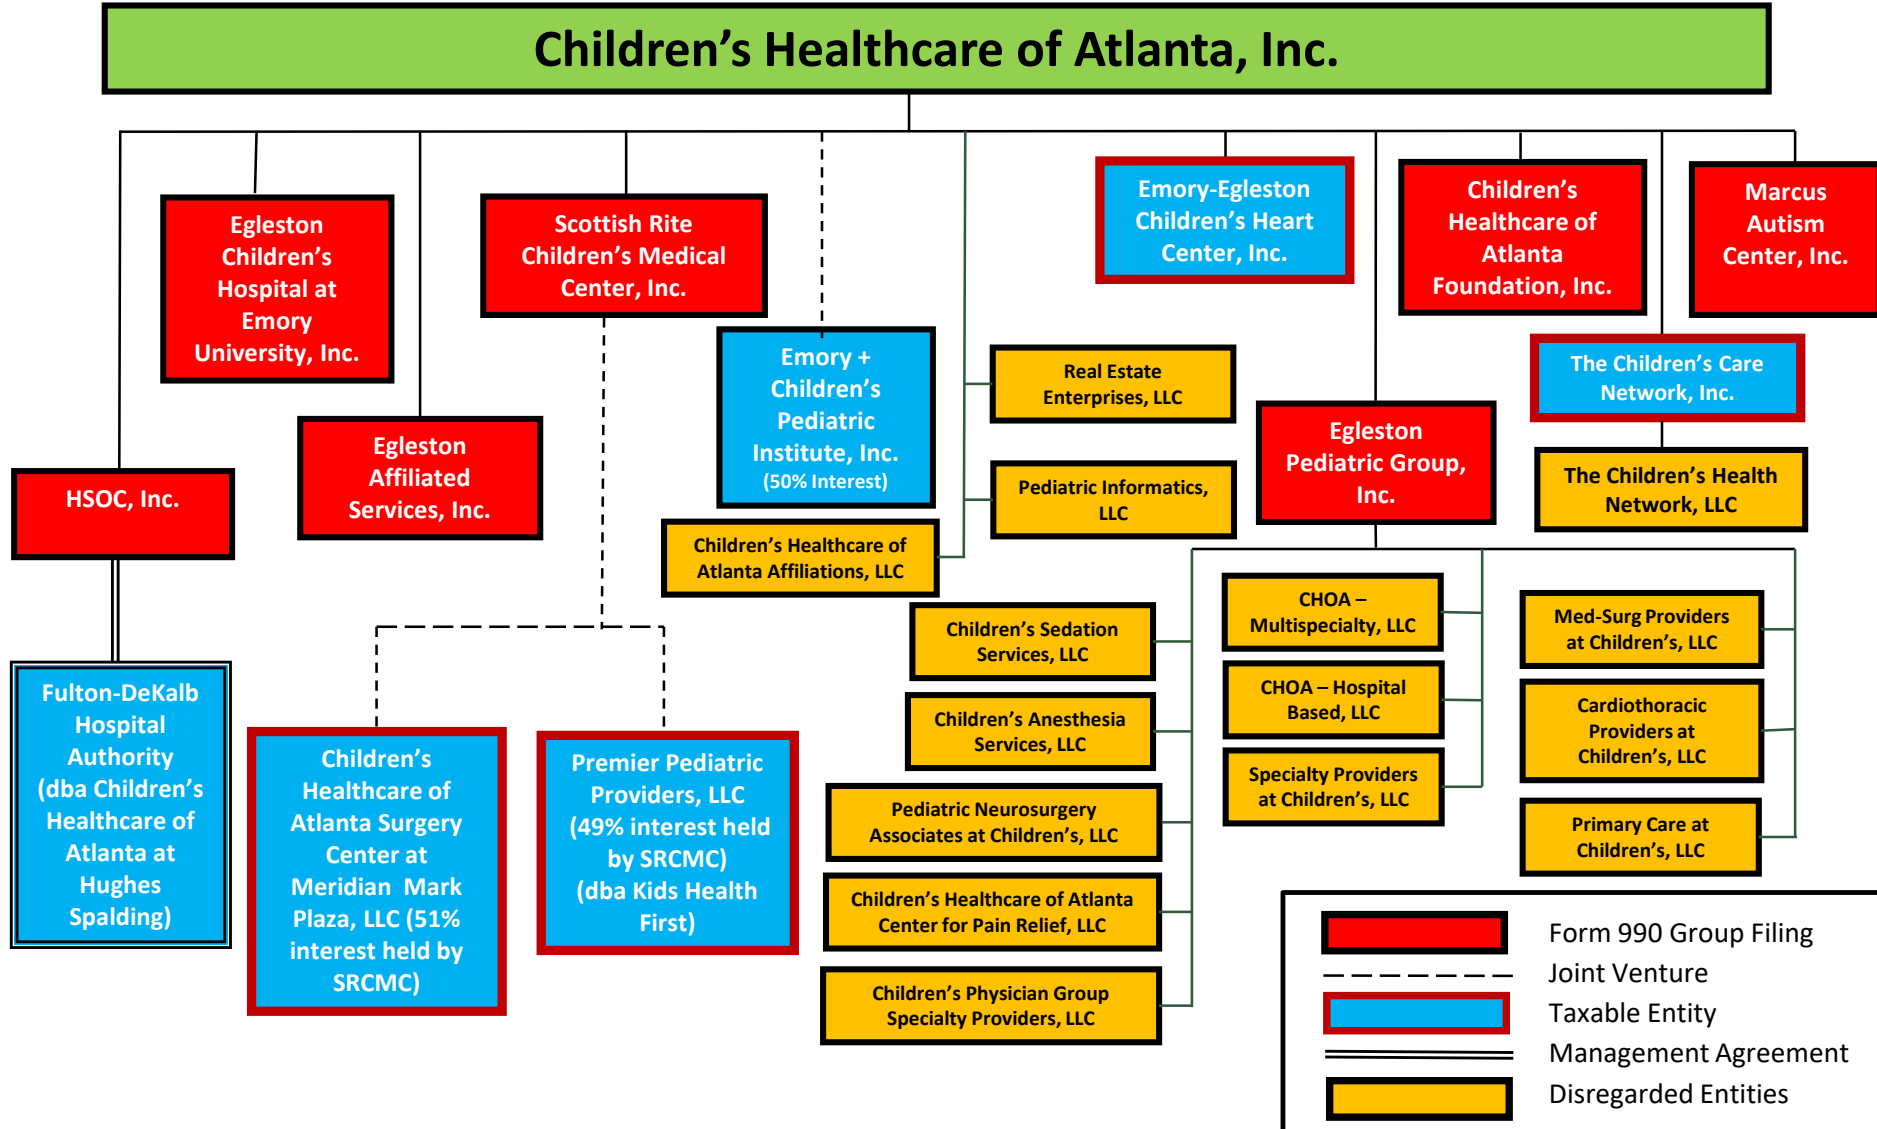 Children’s Healthcare of Atlanta, Inc.
Egleston
Children’s
Hospital at
Emory
University, Inc.
Scottish Rite
Children’s Medical
Center, Inc.
Emory-Egleston
Children’s Heart
Center, Inc.
Children’s
Healthcare of
Atlanta
Foundation, Inc.
Marcus
Autism
Center, Inc.
Emory +
Children’s
Pediatric
Institute, Inc.
(50% Interest)
Real Estate
Enterprises, LLC
The Children’s Care
Network, Inc.
Egleston
Affiliated
Services, Inc.
Egleston
Pediatric Group,
Inc.
HSOC, Inc.
Pediatric Informatics,
LLC
The Children’s Health
Network, LLC
Children’s Healthcare of
Atlanta Affiliations, LLC
Fulton-DeKalb
Hospital
Authority
(dba Children’s
Healthcare of
Atlanta at
Hughes
Spalding)
Children’s
Healthcare of
Atlanta Surgery
Center at
Meridian  Mark
Plaza, LLC (51%
interest held by
SRCMC)
Premier Pediatric
Providers, LLC
(49% interest held
by SRCMC)
(dba Kids Health
First)
Children’s Sedation
Services, LLC
Children’s Anesthesia
Services, LLC
Pediatric Neurosurgery
Associates at Children’s, LLC
Children’s Healthcare of Atlanta
Center for Pain Relief, LLC
Children’s Physician Group
Specialty Providers, LLC
CHOA –
Multispecialty, LLC
CHOA – Hospital
Based, LLC
Specialty Providers
at Children’s, LLC
Med-Surg Providers
at Children’s, LLC
Cardiothoracic
Providers at
Children’s, LLC
Primary Care at
Children’s, LLC
Form 990 Group Filing
Joint Venture
Taxable Entity
Management Agreement
Disregarded Entities